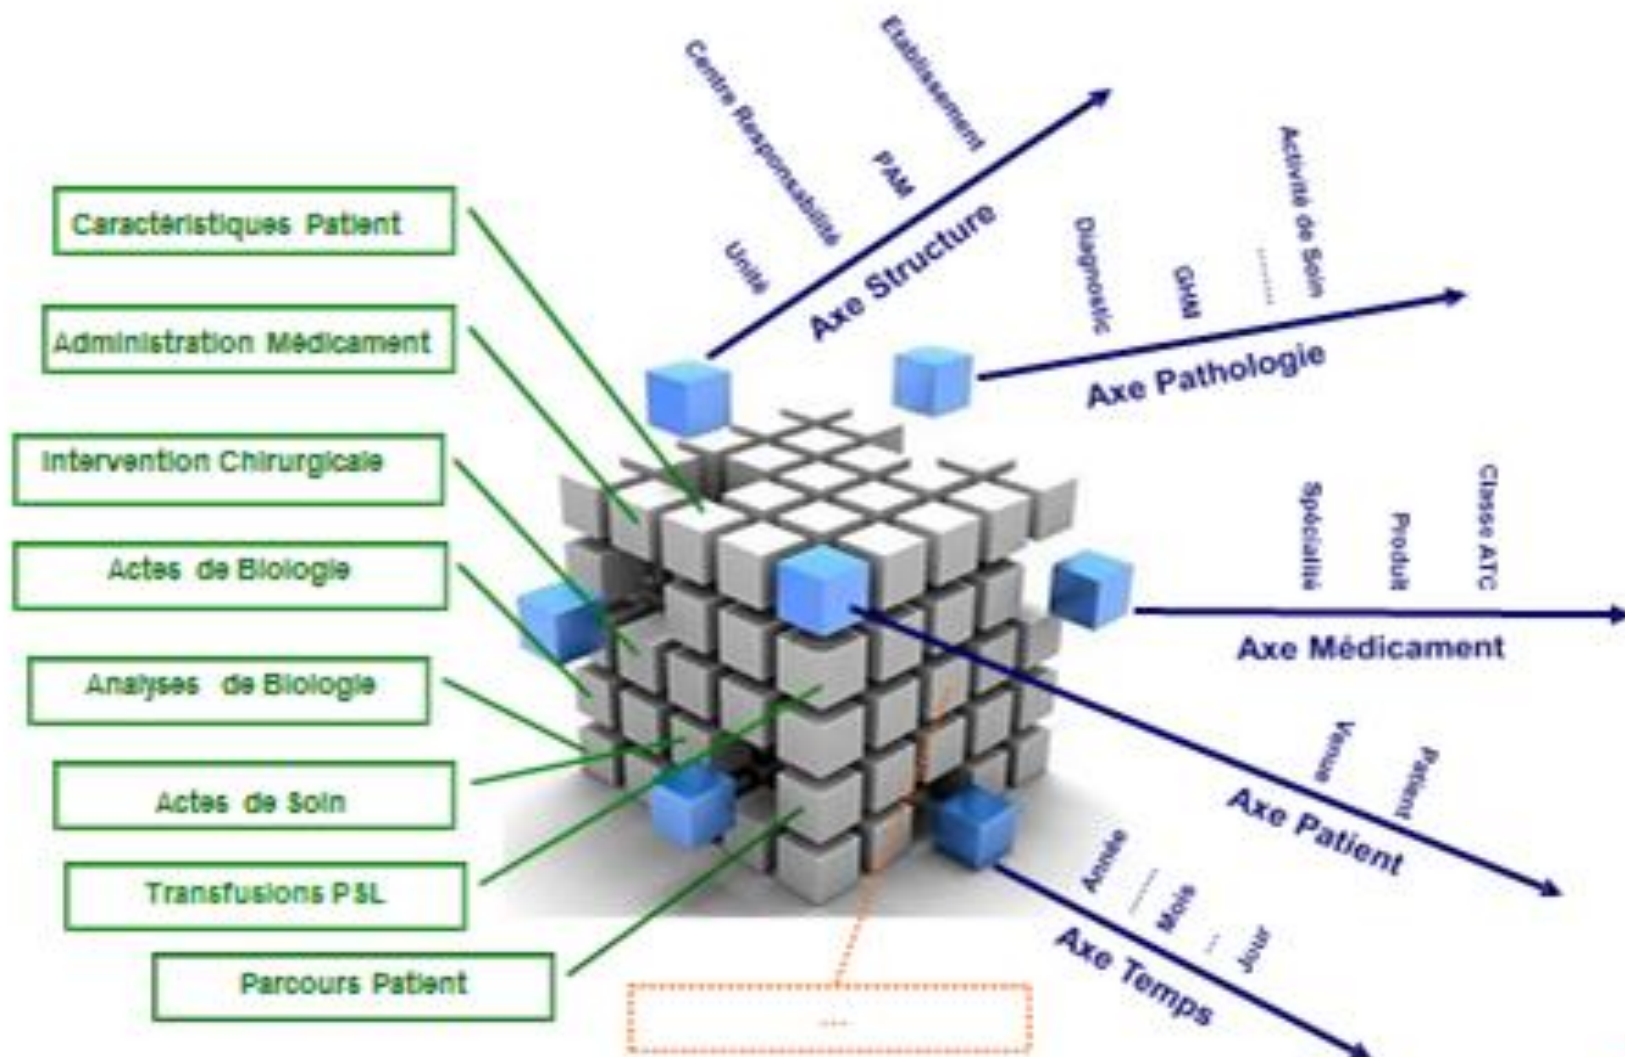 Caractéristiques Patient
Administration Médicament
Intervention Chirurgicale
Actes de Biologie
Analyses de Biologie
Actes de Soin
Transfusions PSL
Parcours Patient
...
Unité
Centre Responsabilité
PAM
Etablissement
Axe Structure
Diagnostic
GHM
........
Activité de Soin
Axe Pathologie
Spécialité
Produit
Classe ATC
Axe Médicament
Venue
Patient
Axe Patient
Année
......
Mois
...
Jour
Axe Temps